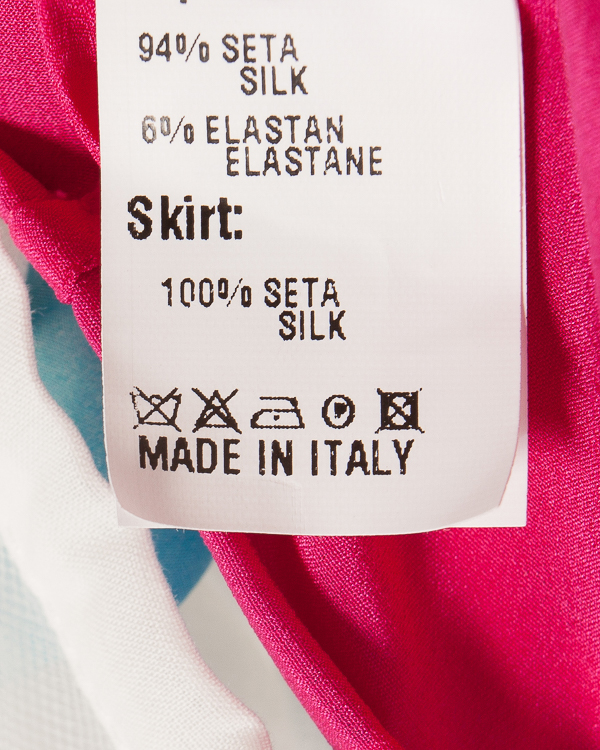 94% SETA
SILK
6% ELASTAN
ELASTANE
Skirt:
100% SETA
SILK
P
MADE IN ITALY